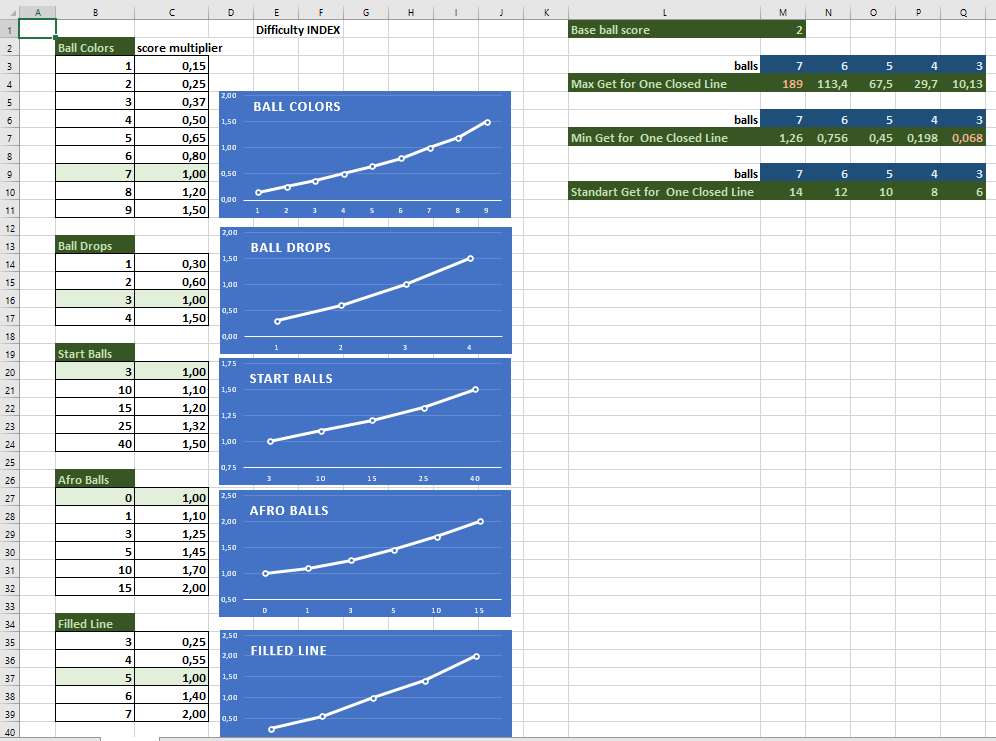 A B C D E F G H I J K L M N O P Q
1 Difficulty INDEX Base ball score 2
2 Ball Colors score multiplier
3 1 0,15 balls 7 6 5 4 3
4 2 0,25 Max Get for One Closed Line 189 113,4 67,5 29,7 10,13
5 3 0,37
6 4 0,50 balls 7 6 5 4 3
7 5 0,65 Min Get for One Closed Line 1,26 0,756 0,45 0,198 0,068
8 6 0,80
9 7 1,00 balls 7 6 5 4 3
10 8 1,20 Standart Get for One Closed Line 14 12 10 8 6
11 9 1,50
12
13 Ball Drops
14 1 0,30
15 2 0,60
16 3 1,00
17 4 1,50
18
19 Start Balls
20 3 1,00
21 10 1,10
22 15 1,20
23 25 1,32
24 40 1,50
25
26 Afro Balls
27 0 1,00
28 1 1,10
29 3 1,25
30 5 1,45
31 10 1,70
32 15 2,00
33
34 Filled Line
35 3 0,25
36 4 0,55
37 5 1,00
38 6 1,40
39 7 2,00
40
BALL COLORS
2,00
1,50
1,00
0,50
0,00
1 2 3 4 5 6 7 8 9
BALL DROPS
2,00
1,50
1,00
0,50
0,00
1 2 3 4
START BALLS
1,75
1,50
1,25
1,00
0,75
3 10 15 25 40
AFRO BALLS
2,50
2,00
1,50
1,00
0,50
0 1 3 5 10 15
FILLED LINE
2,50
2,00
1,50
1,00
0,50